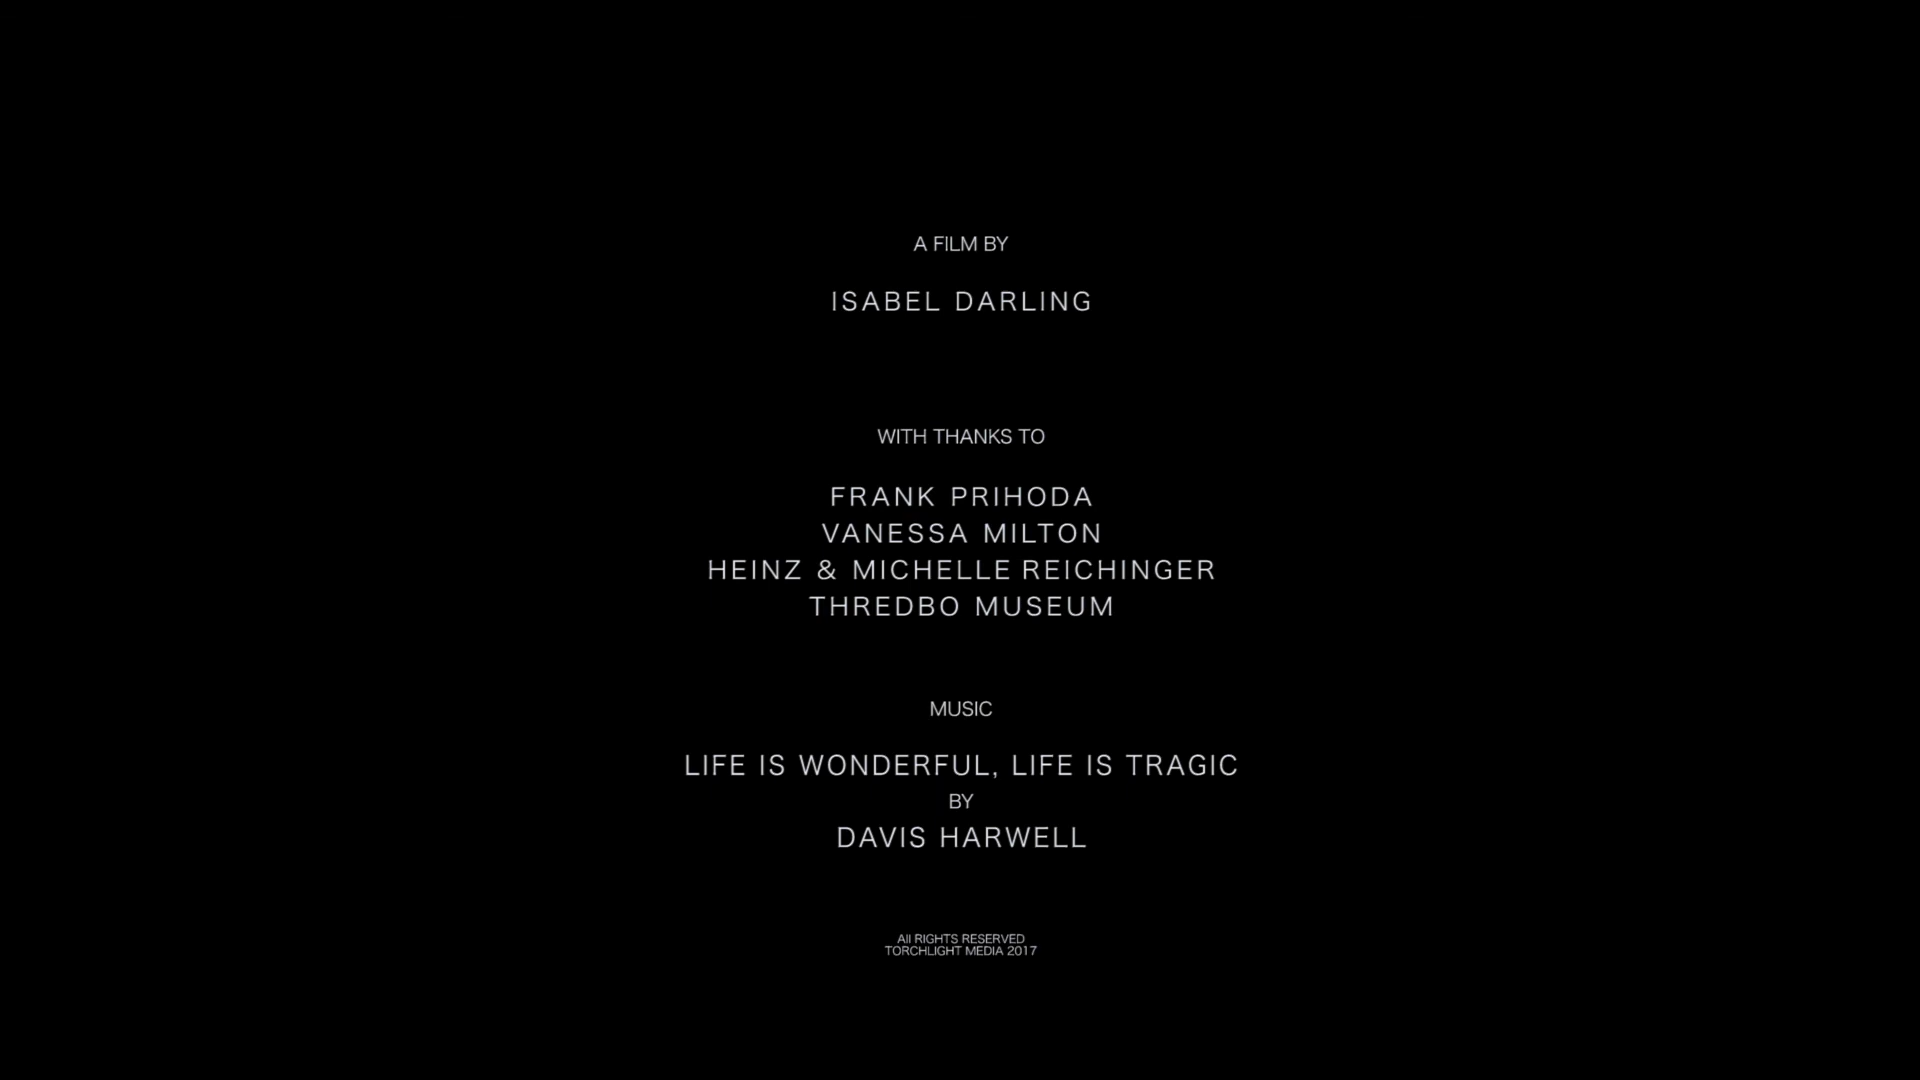 A FILM BY
ISABEL DARLING
WITH THANKS TO
FRANK PRIHODA
VANESSA MILTON
HEINZ & MICHELLE REICHINGER
THREDBO MUSEUM
MUSIC
LIFE IS WONDERFUL, LIFE IS TRAGIC
BY
DAVIS HARWELL
All RIGHTS RESERVED
TORCHLIGHT MEDIA 2017